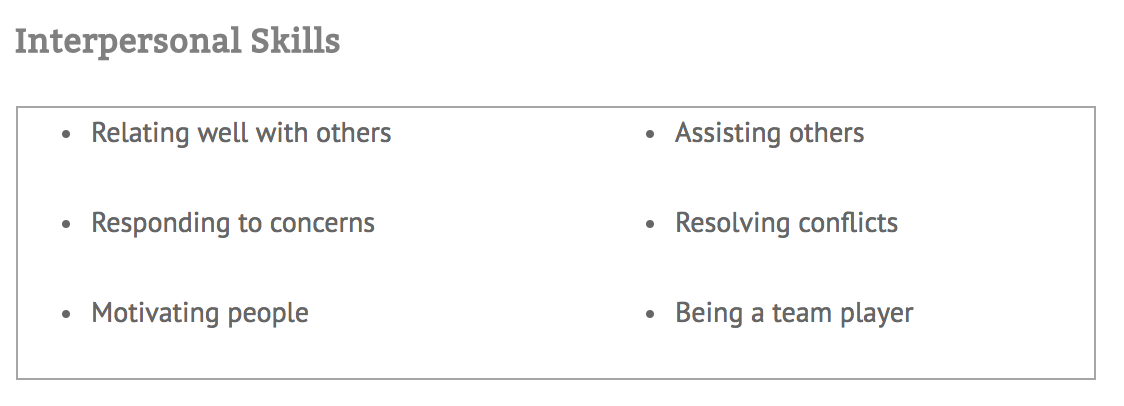 Interpersonal Skills
• Relating well with others
• Assisting others
• Responding to concerns
• Resolving conflicts
• Motivating people
• Being a team player